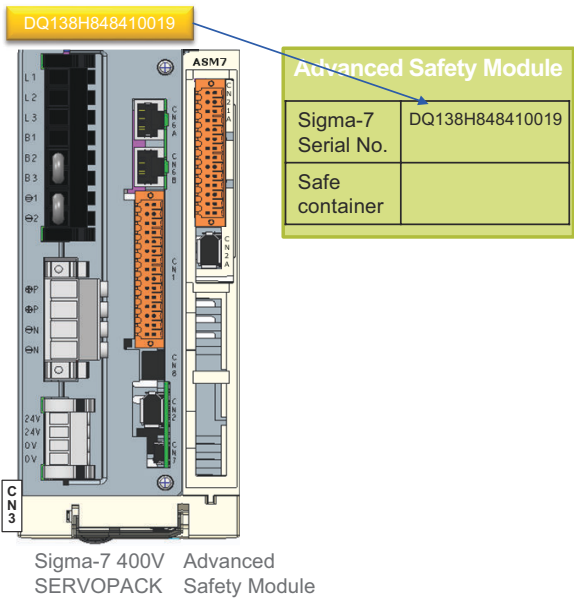 DQ138H848410019
ASM7
L1
L2
L3
B1
B2
B3
⊖1
⊖2
⊕P
⊕P
⊖N
⊖N
24V
24V
0V
0V
CN6A
CN6B
CN1
CN8
CN2
CN7
CN21A
CN2A
CN3
Advanced Safety Module
Sigma-7 Serial No.
DQ138H848410019
Safe container
Sigma-7 400V SERVOPACK
Advanced Safety Module